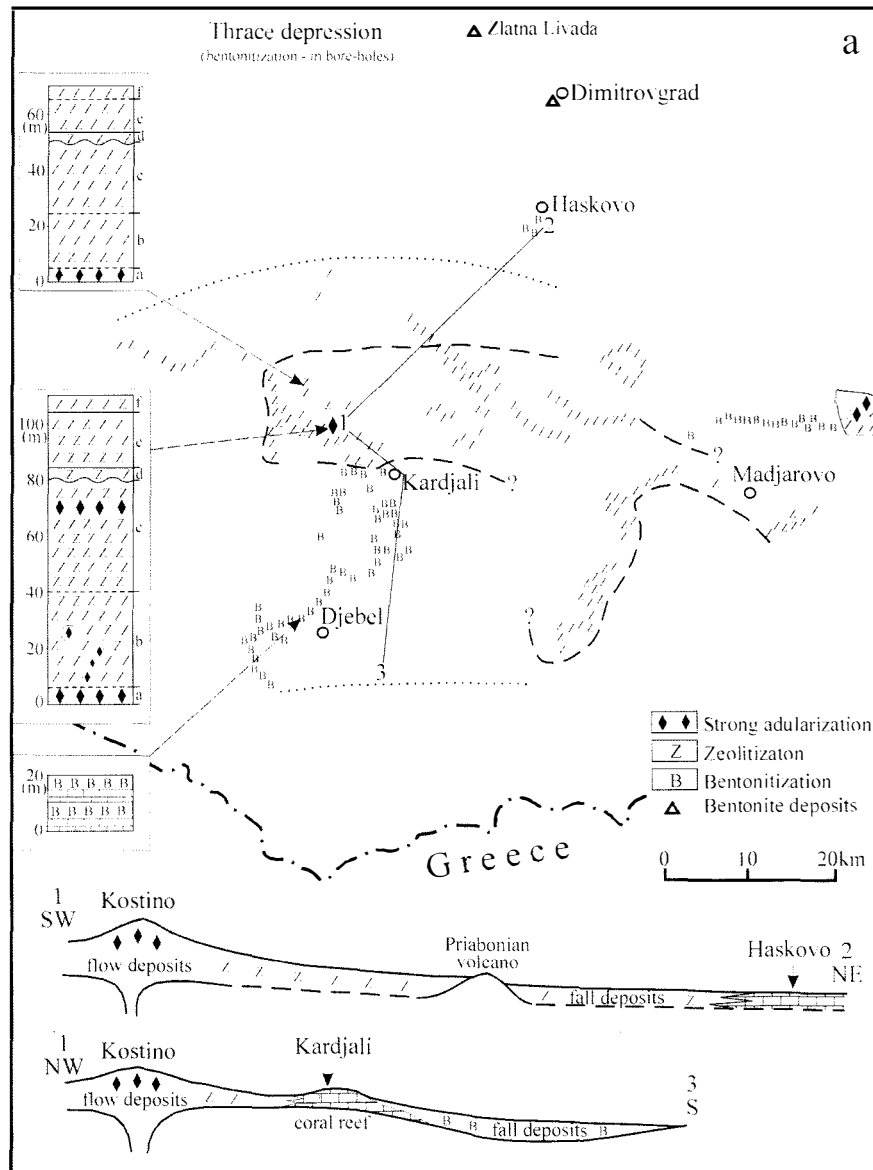 Thrace depression
(bentonitization - in bore-holes)
Zlatna Livada
a
Dimitrovgrad
Haskovo
B
B B
2
60
(m)
40
20
0
f
e
d
c
b
a
1
Kardjali
?
?
Madjarovo
?
Djebel
3
100
(m)
80
60
40
20
0
f
e
d
c
b
a
20
(m)
0
B B B B B
B B B B B
Strong adularization
Z Zeolitizaton
B Bentonitization
Bentonite deposits
Greece
0 10 20km
1
SW
Kostino
flow deposits
Priabonian
volcano
Haskovo 2
NE
fall deposits
1
NW
Kostino
flow deposits
Kardjali
coral reef
3
S
B B fall deposits B